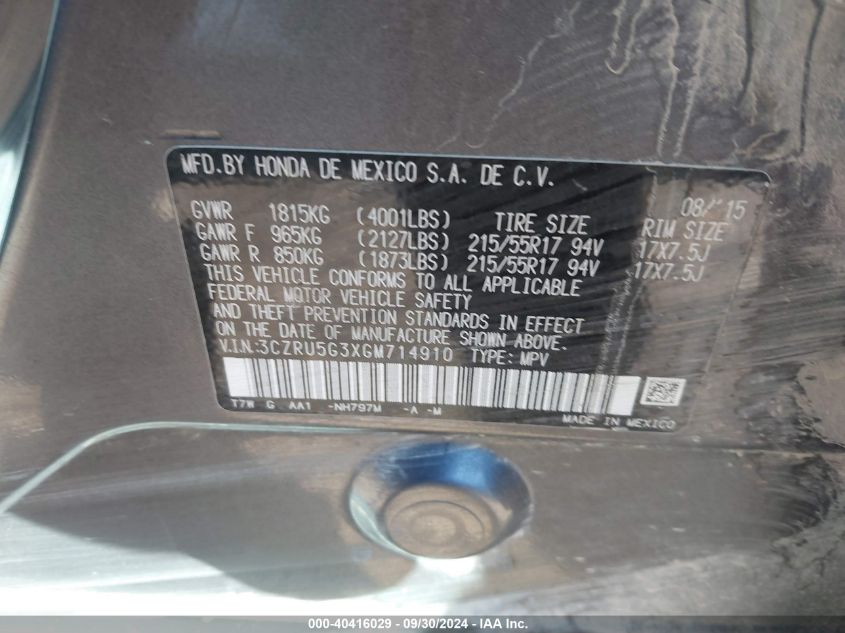 MFD.BY HONDA DE MEXICO S.A. DE C.V.
08/'15
GVWR 1815KG (4001LBS) TIRE SIZE RIM SIZE
GAWR F 965KG (2127LBS) 215/55R17 94V 17X7.5J
GAWR R 850KG (1873LBS) 215/55R17 94V 17X7.5J
THIS VEHICLE CONFORMS TO ALL APPLICABLE
FEDERAL MOTOR VEHICLE SAFETY
AND THEFT PREVENTION STANDARDS IN EFFECT
ON THE DATE OF MANUFACTURE SHOWN ABOVE.
V.I.N:3CZRU5G3XGM714910 TYPE: MPV
T7W G AA1 -NH797M -A -M
MADE IN MEXICO
000-40416029 - 09/30/2024 - IAA Inc.